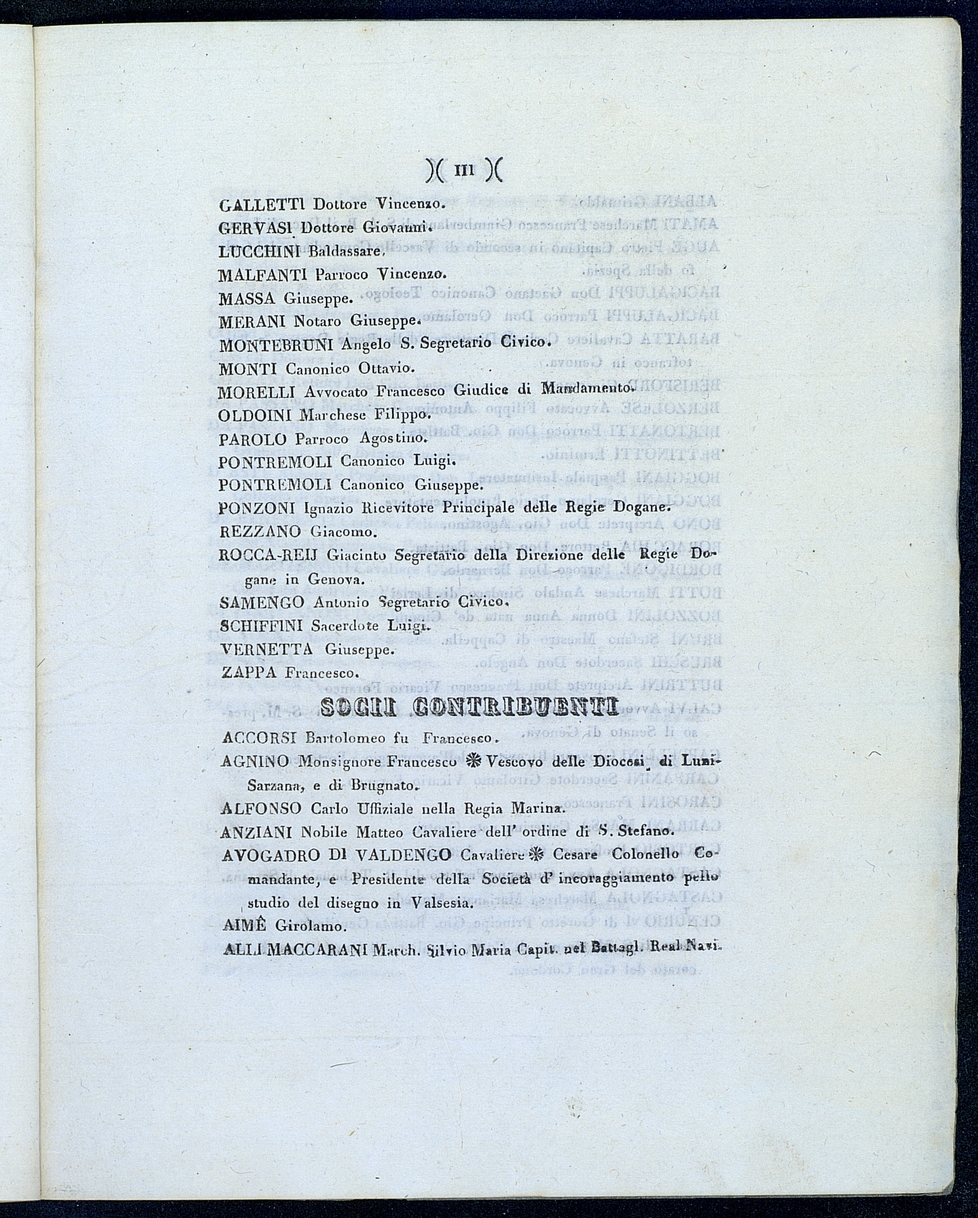 )( III )(
GALLETTI Dottore Vincenzo.
GERVASI Dottore Giovanni.
LUCCHINI Baldassare.
MALFANTI Parroco Vincenzo.
MASSA Giuseppe.
MERANI Notaro Giuseppe.
MONTEBRUNI Angelo S. Segretario Civico.
MONTI Canonico Ottavio.
MORELLI Avvocato Francesco Giudice di Mandamento.
OLDOINI Marchese Filippo.
PAROLO Parroco Agostino.
PONTREMOLI Canonico Luigi.
PONTREMOLI Canonico Giuseppe.
PONZONI Ignazio Ricevitore Principale delle Regie Dogane.
REZZANO Giacomo.
ROCCA-REIJ Giacinto Segretario della Direzione delle Regie Do-
gane in Genova.
SAMENGO Antonio Segretario Civico.
SCHIFFINI Sacerdote Luigi.
VERNETTA Giuseppe.
ZAPPA Francesco.
SOCII CONTRIBUENTI
ACCORSI Bartolomeo fu Francesco.
AGNINO Monsignore Francesco ✽ Vescovo delle Diocesi di Luni-
Sarzana, e di Brugnato.
ALFONSO Carlo Uffiziale nella Regia Marina.
ANZIANI Nobile Matteo Cavaliere dell' ordine di S. Stefano.
AVOGADRO DI VALDENGO Cavaliere ✽ Cesare Colonello Co-
mandante, e Presidente della Società d' incoraggiamento pello
studio del disegno in Valsesia.
AIMÊ Girolamo.
ALLI MACCARANI March. Silvio Maria Capit. nel Battagl. Real Navi.